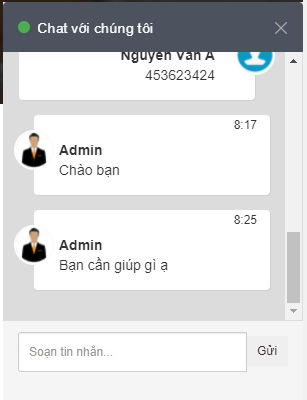 Chat với chúng tôi
Nguyễn Văn A
453623424
8:17
Admin
Chào bạn
8:25
Admin
Bạn cần giúp gì ạ
Soạn tin nhắn...
Gửi